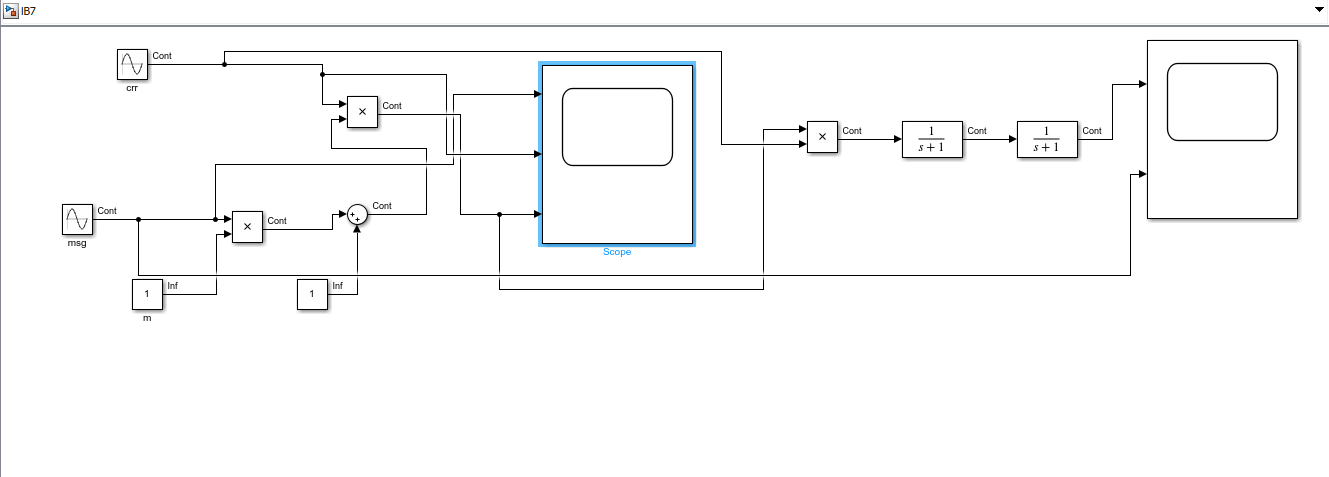 IB7
Cont
crr
×
Cont
Cont
msg
×
Cont
Cont
1
Inf
m
1
Inf
Scope
×
Cont
1
s + 1
Cont
1
s + 1
Cont